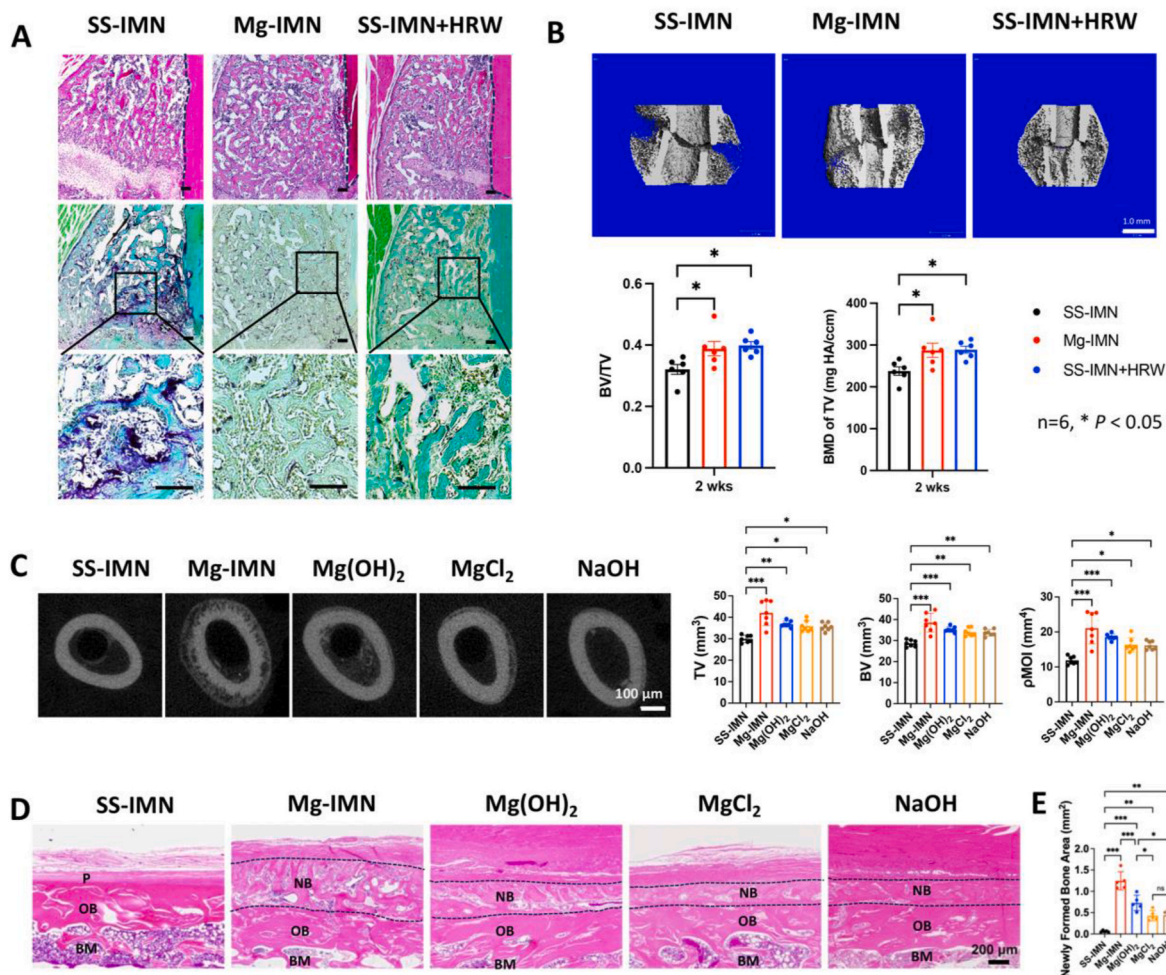 A
SS-IMN Mg-IMN SS-IMN+HRW
B
SS-IMN Mg-IMN SS-IMN+HRW
1.0 mm
BV/TV
0.6
0.4
0.2
0.0
* *
2 wks
BMD of TV (mg HA/ccm)
400
300
200
100
0
* *
2 wks
SS-IMN
Mg-IMN
SS-IMN+HRW
n=6, * P < 0.05
C
SS-IMN Mg-IMN Mg(OH)2 MgCl2 NaOH
100 μm
TV (mm3)
60
50
40
30
20
10
0
*
*
**
***
SS-IMN Mg-IMN Mg(OH)2 MgCl2 NaOH
BV (mm3)
60
50
40
30
20
10
0
**
**
***
***
SS-IMN Mg-IMN Mg(OH)2 MgCl2 NaOH
ρMOI (mm4)
40
30
20
10
0
*
*
***
***
SS-IMN Mg-IMN Mg(OH)2 MgCl2 NaOH
D
SS-IMN Mg-IMN Mg(OH)2 MgCl2 NaOH
P
OB
BM
NB
OB
BM
NB
OB
BM
NB
OB
BM
NB
OB
BM
200 μm
E
Newly Formed Bone Area (mm2)
2.0
1.5
1.0
0.5
0.0
**
**
***
*** *
*** *
ns
SS-IMN Mg-IMN Mg(OH)2 MgCl2 NaOH